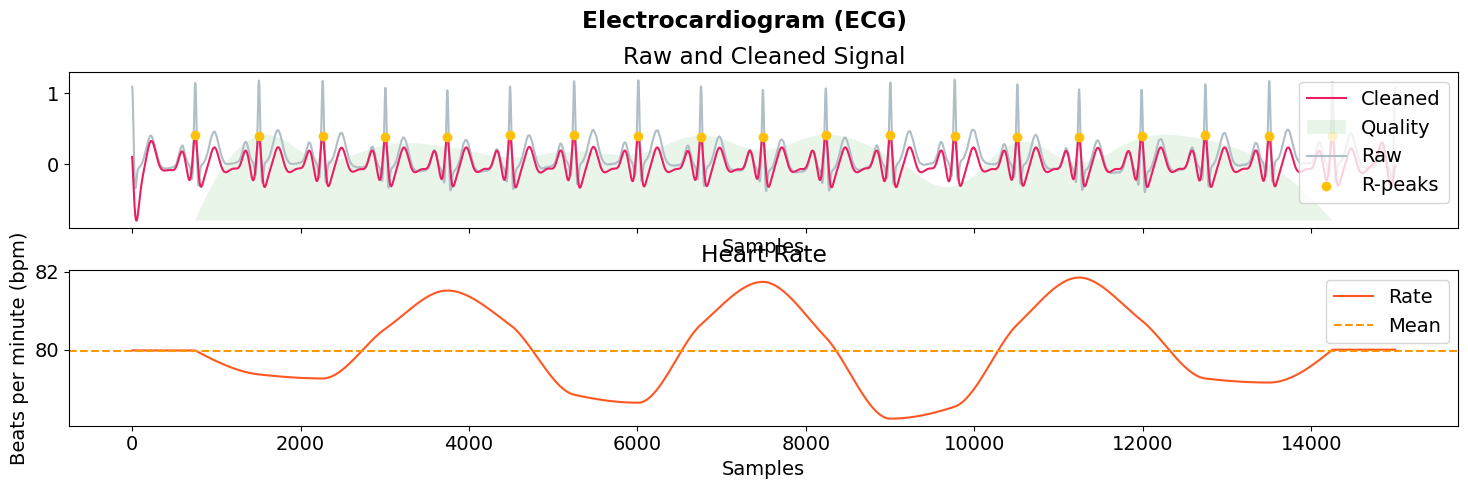 Electrocardiogram (ECG)
Raw and Cleaned Signal
1
0
Cleaned
Quality
Raw
R-peaks
Samples
Heart Rate
Beats per minute (bpm)
82
80
Rate
Mean
0 2000 4000 6000 8000 10000 12000 14000
Samples